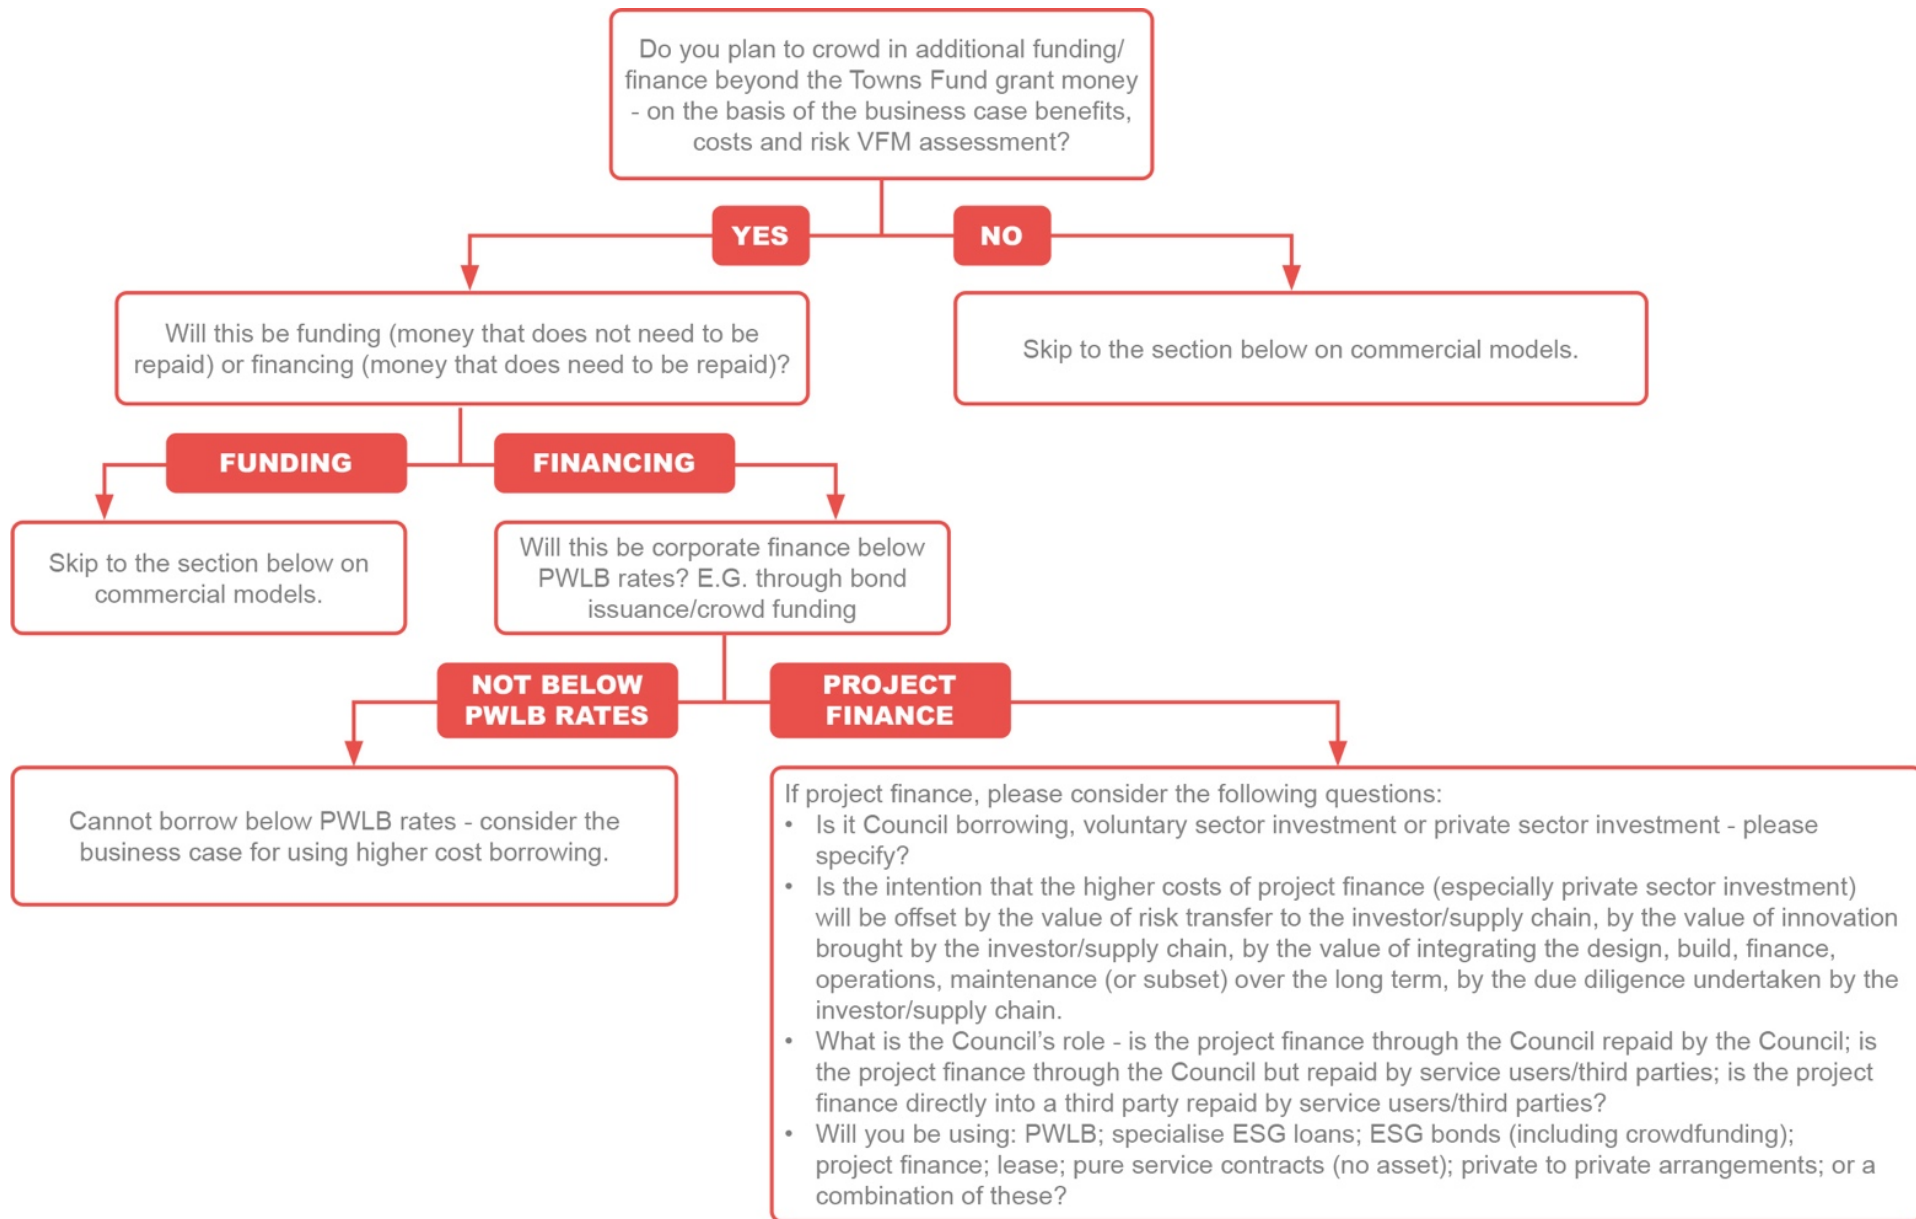 Do you plan to crowd in additional funding/
finance beyond the Towns Fund grant money
- on the basis of the business case benefits,
costs and risk VFM assessment?
YES
NO
Will this be funding (money that does not need to be
repaid) or financing (money that does need to be repaid)?
Skip to the section below on commercial models.
FUNDING
FINANCING
Skip to the section below on
commercial models.
Will this be corporate finance below
PWLB rates? E.G. through bond
issuance/crowd funding
NOT BELOW
PWLB RATES
PROJECT
FINANCE
Cannot borrow below PWLB rates - consider the
business case for using higher cost borrowing.
If project finance, please consider the following questions:
• Is it Council borrowing, voluntary sector investment or private sector investment - please
specify?
• Is the intention that the higher costs of project finance (especially private sector investment)
will be offset by the value of risk transfer to the investor/supply chain, by the value of innovation
brought by the investor/supply chain, by the value of integrating the design, build, finance,
operations, maintenance (or subset) over the long term, by the due diligence undertaken by the
investor/supply chain.
• What is the Council's role - is the project finance through the Council repaid by the Council; is
the project finance through the Council but repaid by service users/third parties; is the project
finance directly into a third party repaid by service users/third parties?
• Will you be using: PWLB; specialise ESG loans; ESG bonds (including crowdfunding);
project finance; lease; pure service contracts (no asset); private to private arrangements; or a
combination of these?